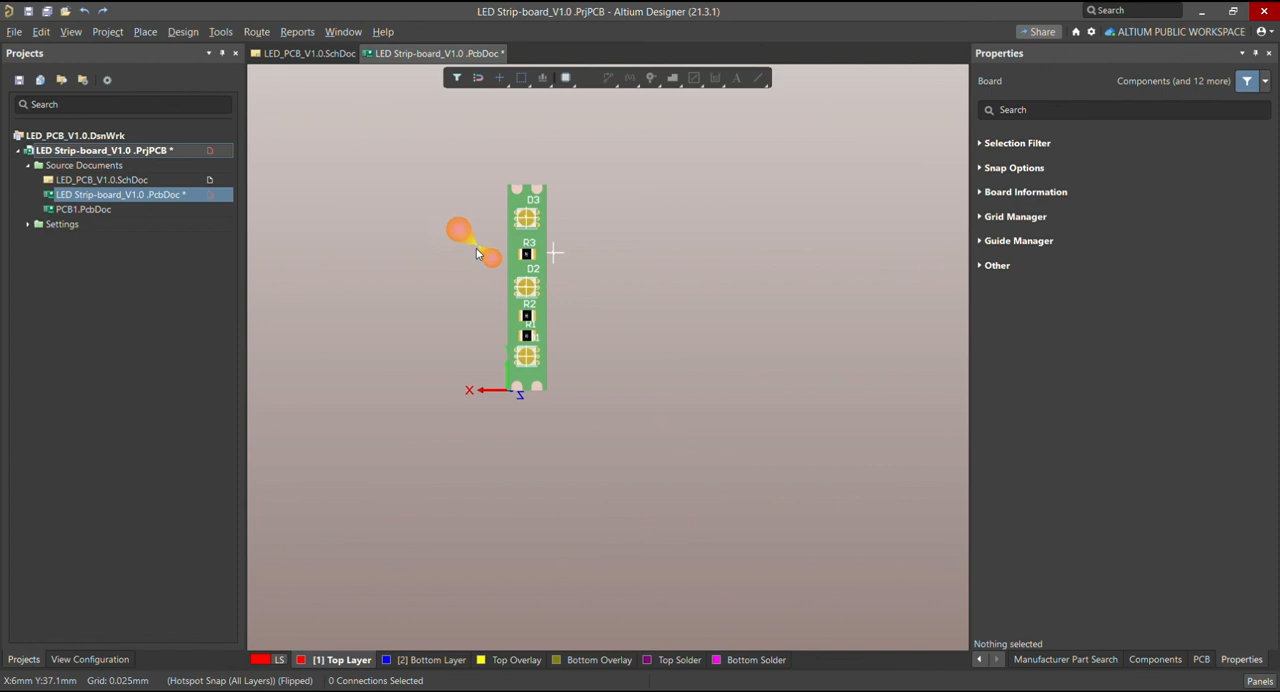 LED Strip-board_V1.0 .PrjPCB - Altium Designer (21.3.1)
Search
File Edit View Project Place Design Tools Route Reports Window Help
Share
ALTIUM PUBLIC WORKSPACE
Projects
LED_PCB_V1.0.SchDoc
LED Strip-board_V1.0 .PcbDoc *
Properties
Board
Components (and 12 more)
Search
Search
LED_PCB_V1.0.DsnWrk
LED Strip-board_V1.0 .PrjPCB *
Source Documents
LED_PCB_V1.0.SchDoc
LED Strip-board_V1.0 .PcbDoc *
PCB1.PcbDoc
Settings
D3
R3
D2
R2
R1
X
Z
Selection Filter
Snap Options
Board Information
Grid Manager
Guide Manager
Other
Nothing selected
Projects
View Configuration
LS
[1] Top Layer
[2] Bottom Layer
Top Overlay
Bottom Overlay
Top Solder
Bottom Solder
Manufacturer Part Search
Components
PCB
Properties
X:6mm Y:37.1mm Grid: 0.025mm (Hotspot Snap (All Layers)) (Flipped) 0 Connections Selected
Panels